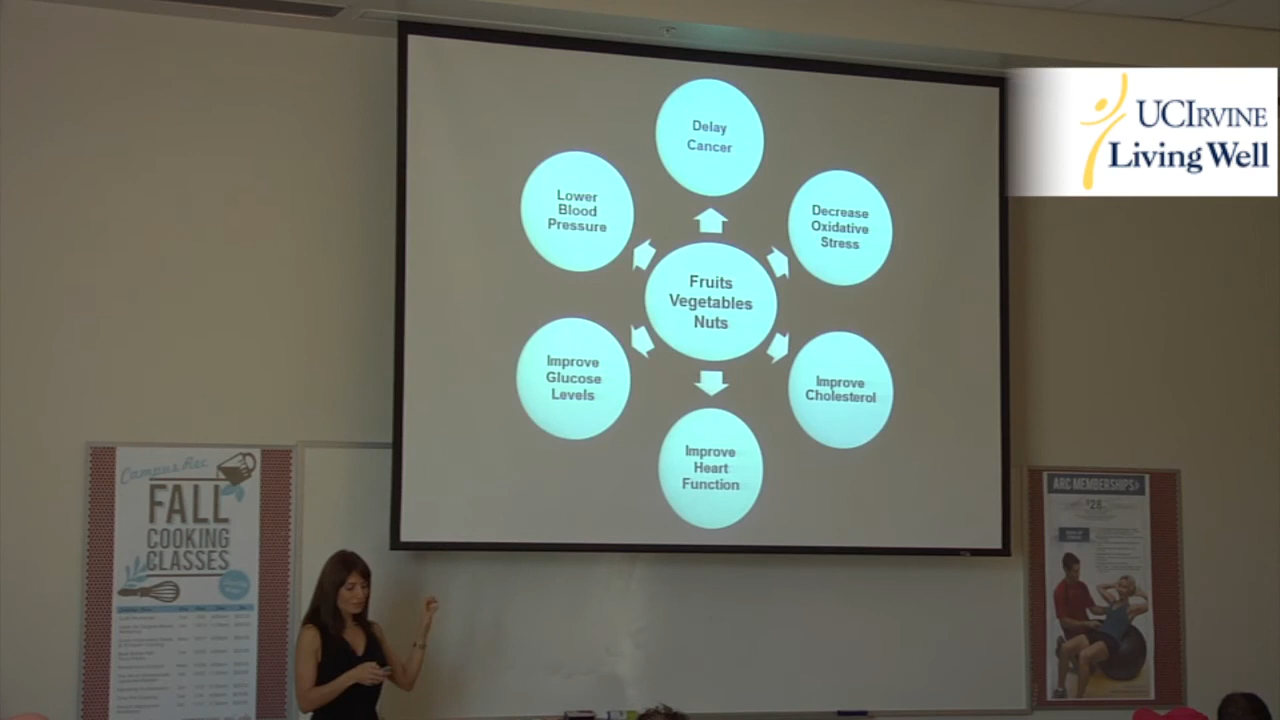 Delay
Cancer
Lower
Blood
Pressure
Decrease
Oxidative
Stress
Fruits
Vegetables
Nuts
Improve
Glucose
Levels
Improve
Cholesterol
Improve
Heart
Function
UCIRVINE
Living Well
Campus Rec
FALL
COOKING
CLASSES
ARC MEMBERSHIPS
$28